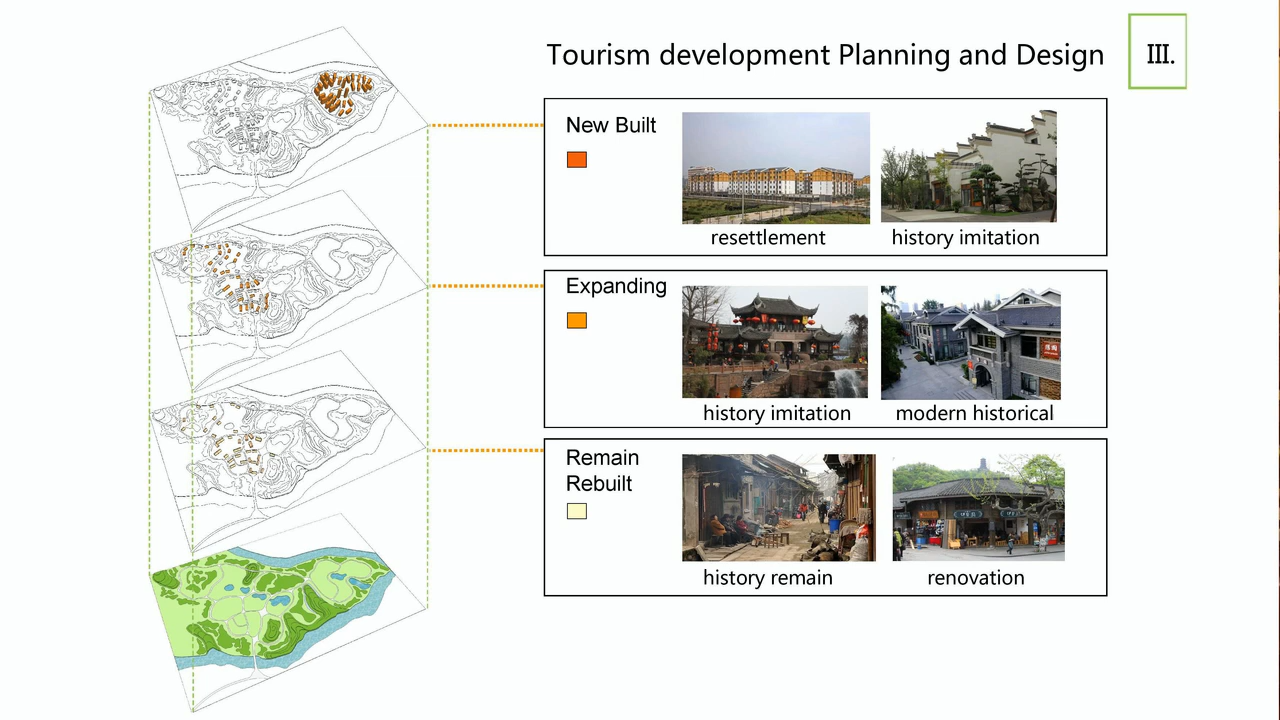 Tourism development Planning and Design
III.
New Built
resettlement
history imitation
Expanding
history imitation
modern historical
Remain
Rebuilt
history remain
renovation